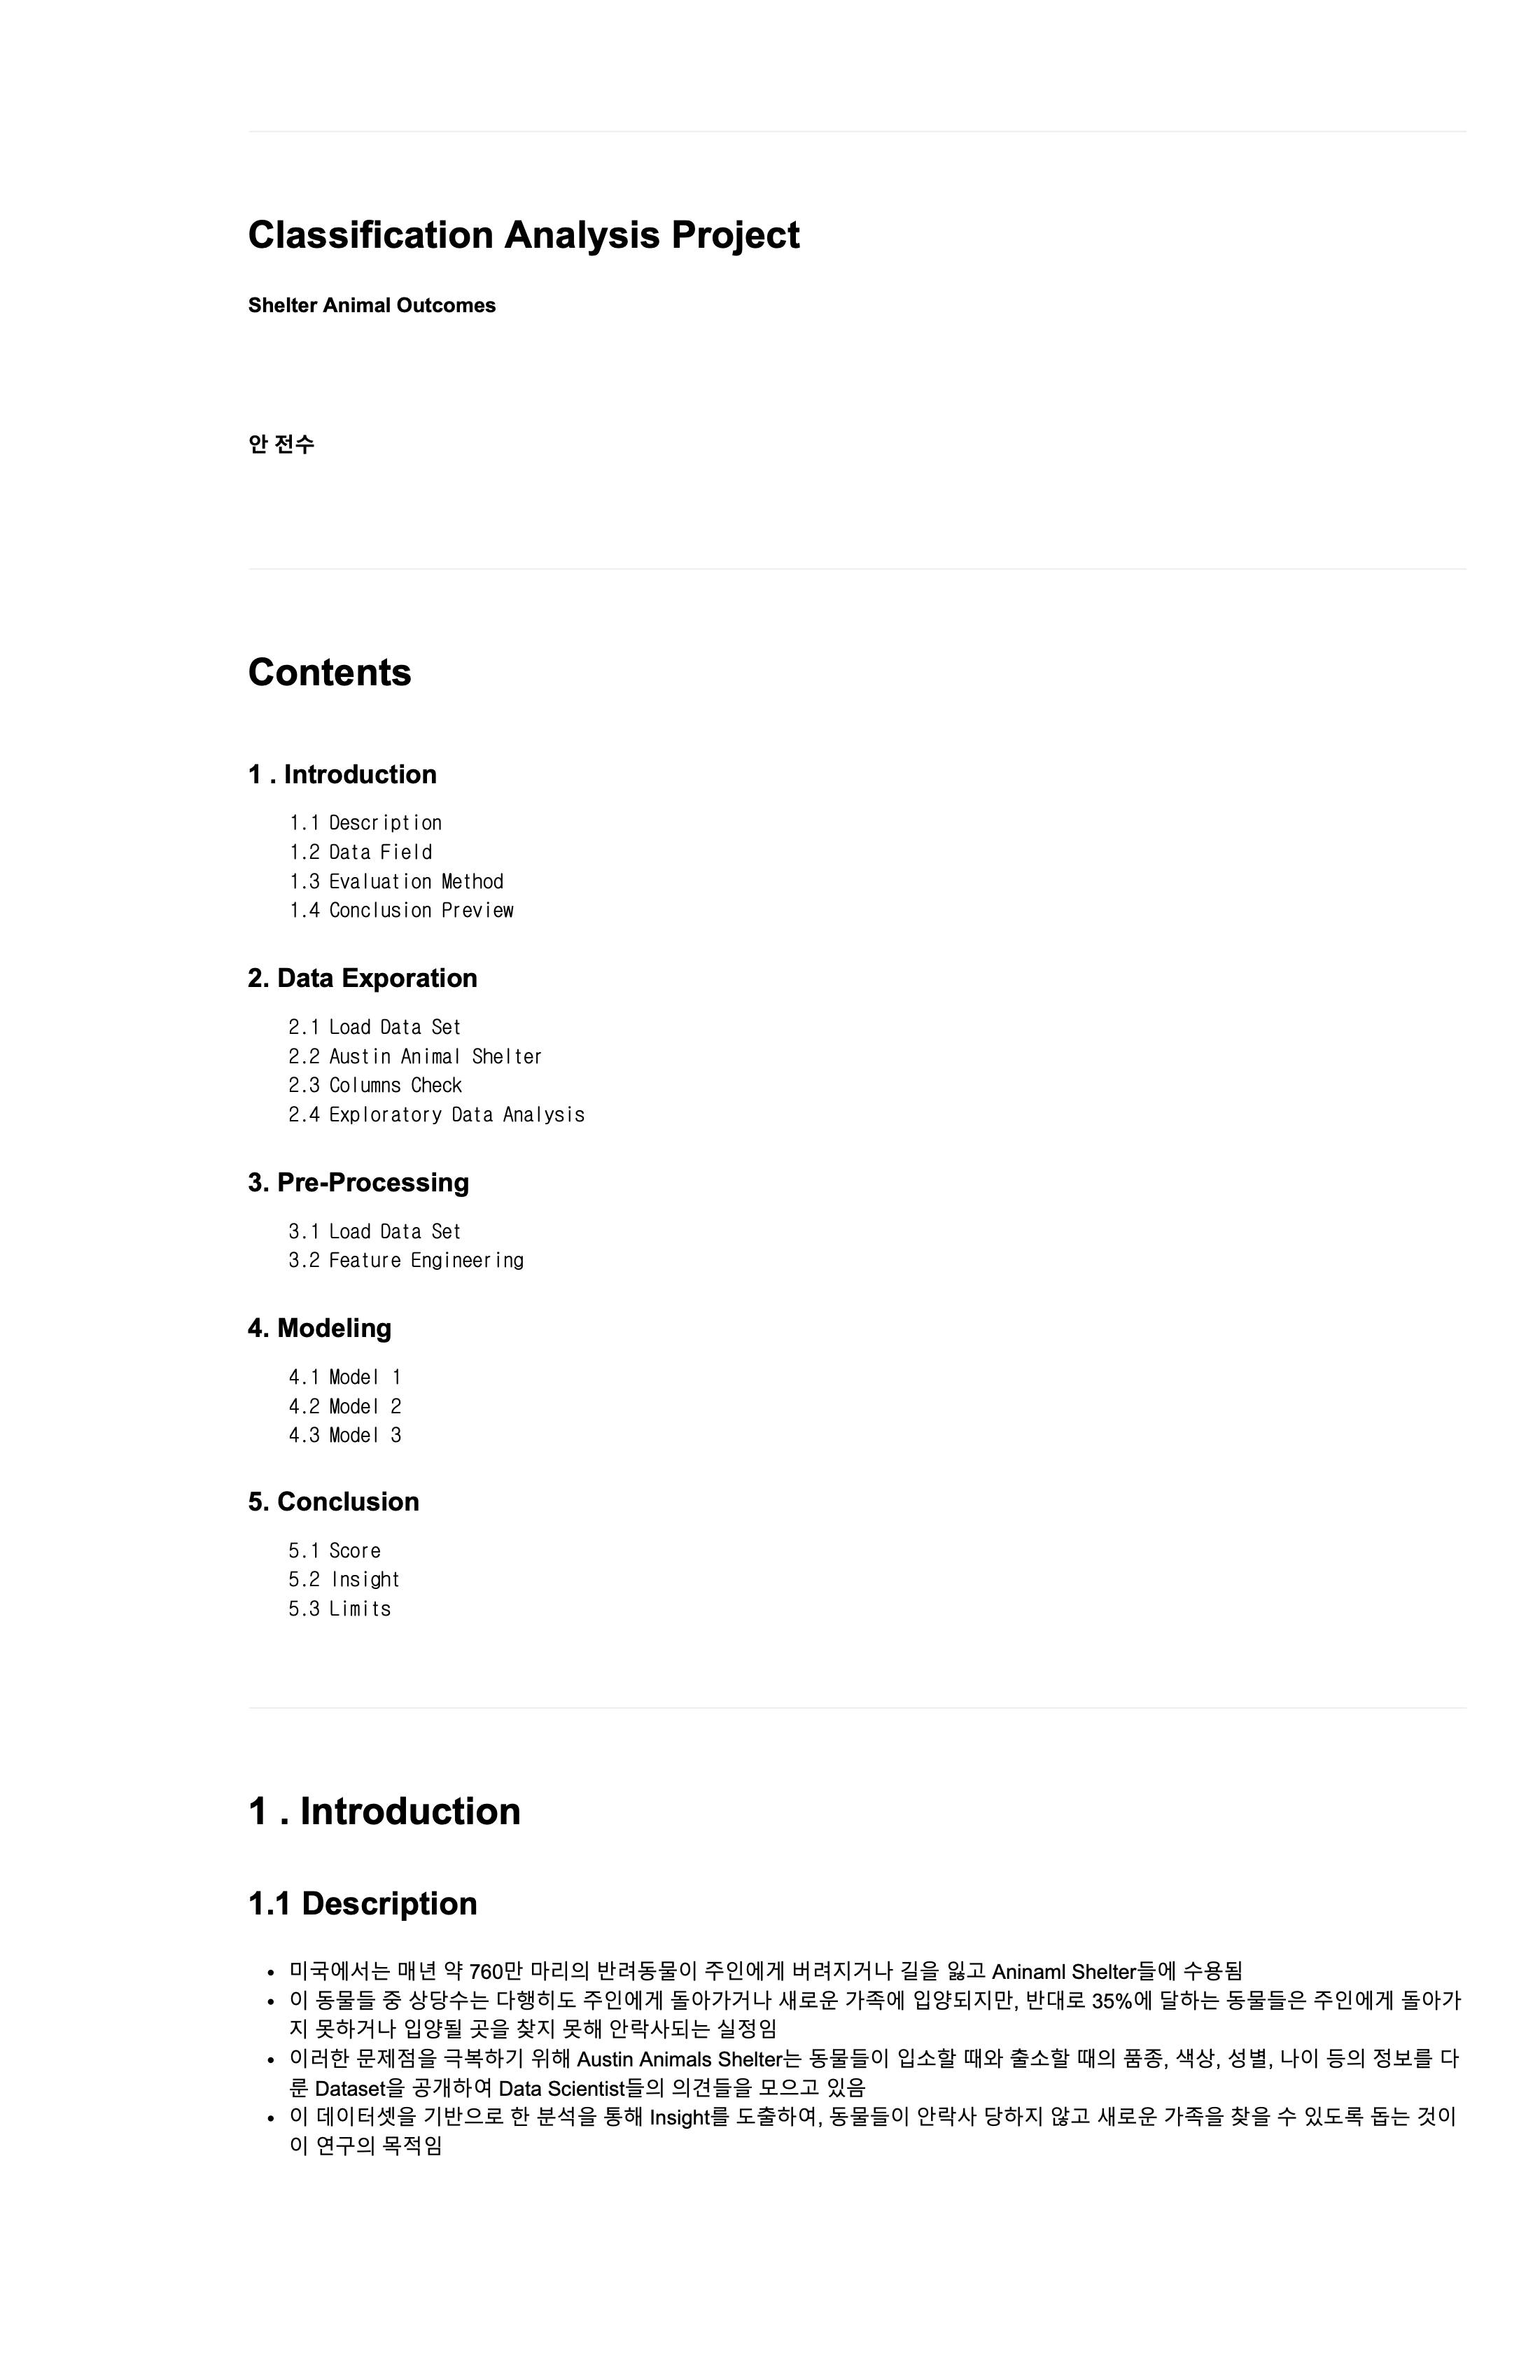 Classification Analysis Project
Shelter Animal Outcomes
안 전수
Contents
1 . Introduction
1.1 Description
1.2 Data Field
1.3 Evaluation Method
1.4 Conclusion Preview
2. Data Exporation
2.1 Load Data Set
2.2 Austin Animal Shelter
2.3 Columns Check
2.4 Exploratory Data Analysis
3. Pre-Processing
3.1 Load Data Set
3.2 Feature Engineering
4. Modeling
4.1 Model 1
4.2 Model 2
4.3 Model 3
5. Conclusion
5.1 Score
5.2 Insight
5.3 Limits
1 . Introduction
1.1 Description
• 미국에서는 매년 약 760만 마리의 반려동물이 주인에게 버려지거나 길을 잃고 Aninaml Shelter들에 수용됨
• 이 동물들 중 상당수는 다행히도 주인에게 돌아가거나 새로운 가족에 입양되지만, 반대로 35%에 달하는 동물들은 주인에게 돌아가
지 못하거나 입양될 곳을 찾지 못해 안락사되는 실정임
• 이러한 문제점을 극복하기 위해 Austin Animals Shelter는 동물들이 입소할 때와 출소할 때의 품종, 색상, 성별, 나이 등의 정보를 다
룬 Dataset을 공개하여 Data Scientist들의 의견들을 모으고 있음
• 이 데이터셋을 기반으로 한 분석을 통해 Insight를 도출하여, 동물들이 안락사 당하지 않고 새로운 가족을 찾을 수 있도록 돕는 것이
이 연구의 목적임